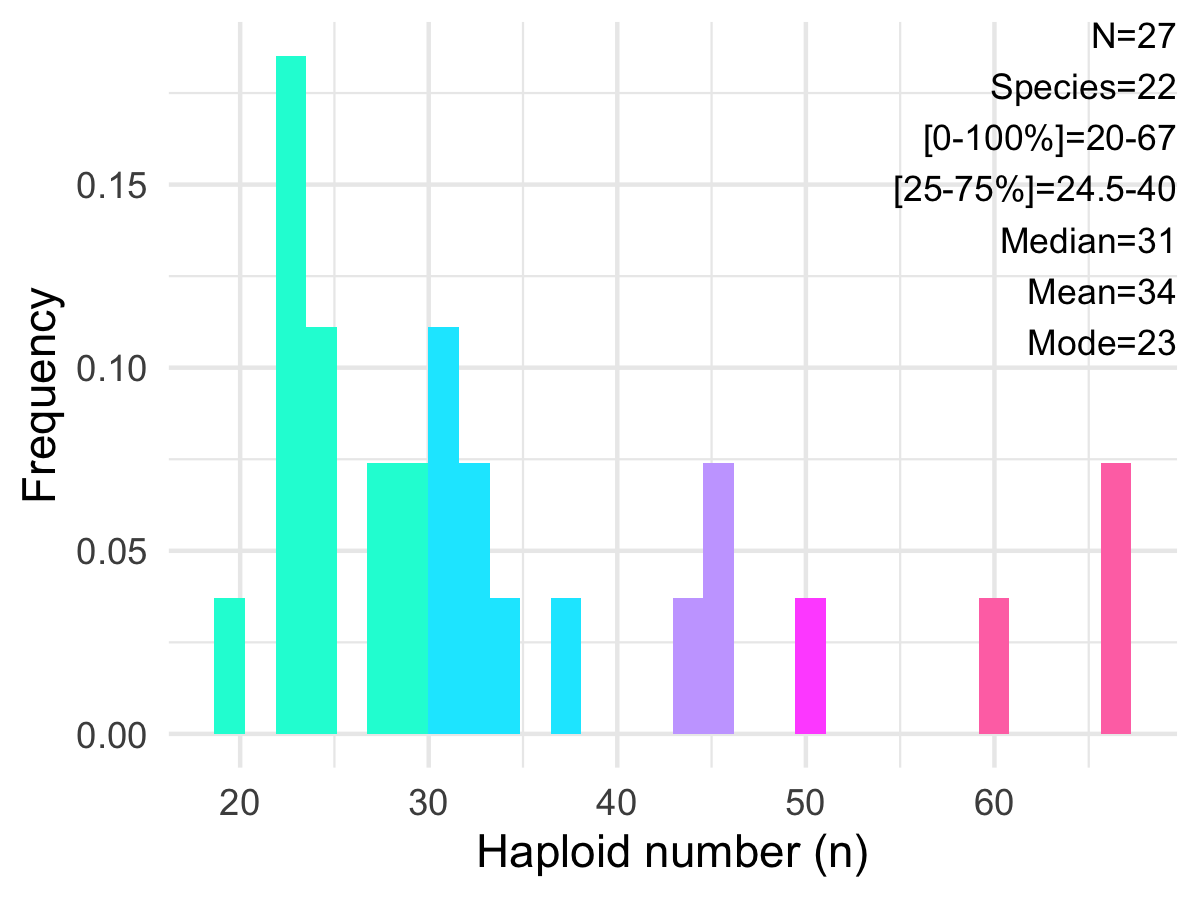 N=27
Species=22
[0-100%]=20-67
[25-75%]=24.5-40
Median=31
Mean=34
Mode=23
Frequency
0.15
0.10
0.05
0.00
20 30 40 50 60
Haploid number (n)